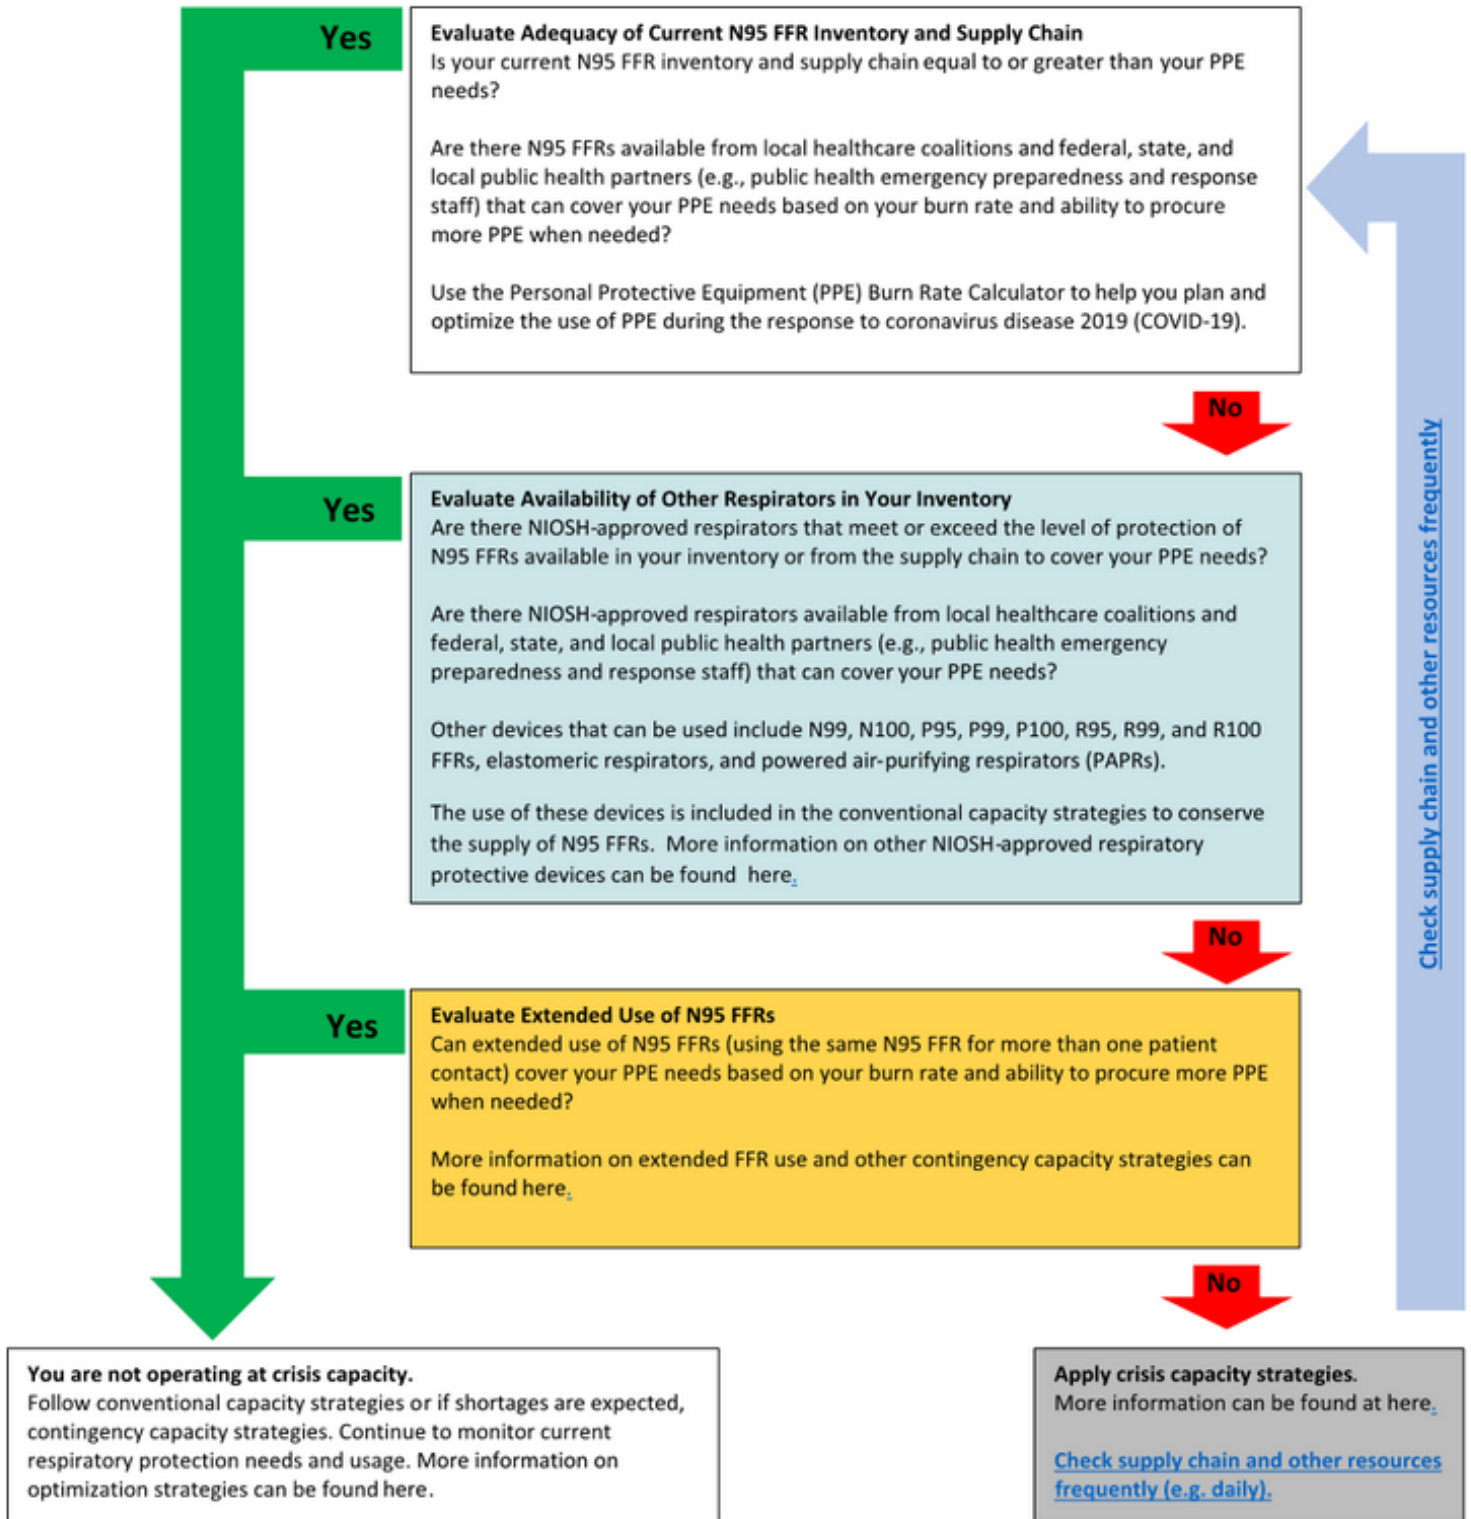 Yes
Evaluate Adequacy of Current N95 FFR Inventory and Supply Chain
Is your current N95 FFR inventory and supply chain equal to or greater than your PPE
needs?
Are there N95 FFRs available from local healthcare coalitions and federal, state, and
local public health partners (e.g., public health emergency preparedness and response
staff) that can cover your PPE needs based on your burn rate and ability to procure
more PPE when needed?
Use the Personal Protective Equipment (PPE) Burn Rate Calculator to help you plan and
optimize the use of PPE during the response to coronavirus disease 2019 (COVID-19).
No
Yes
Evaluate Availability of Other Respirators in Your Inventory
Are there NIOSH-approved respirators that meet or exceed the level of protection of
N95 FFRs available in your inventory or from the supply chain to cover your PPE needs?
Are there NIOSH-approved respirators available from local healthcare coalitions and
federal, state, and local public health partners (e.g., public health emergency
preparedness and response staff) that can cover your PPE needs?
Other devices that can be used include N99, N100, P95, P99, P100, R95, R99, and R100
FFRs, elastomeric respirators, and powered air-purifying respirators (PAPRs).
The use of these devices is included in the conventional capacity strategies to conserve
the supply of N95 FFRs. More information on other NIOSH-approved respiratory
protective devices can be found here.
No
Yes
Evaluate Extended Use of N95 FFRs
Can extended use of N95 FFRs (using the same N95 FFR for more than one patient
contact) cover your PPE needs based on your burn rate and ability to procure more PPE
when needed?
More information on extended FFR use and other contingency capacity strategies can
be found here.
No
Check supply chain and other resources frequently
You are not operating at crisis capacity.
Follow conventional capacity strategies or if shortages are expected,
contingency capacity strategies. Continue to monitor current
respiratory protection needs and usage. More information on
optimization strategies can be found here.
Apply crisis capacity strategies.
More information can be found at here.
Check supply chain and other resources
frequently (e.g. daily).